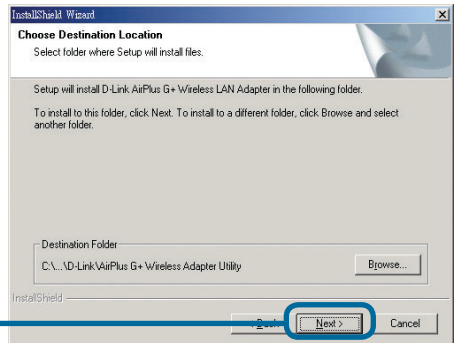 InstallShield Wizard
Choose Destination Location
Select folder where Setup will install files.
Setup will install D-Link AirPlus G+ Wireless LAN Adapter in the following folder.
To install to this folder, click Next. To install to a different folder, click Browse and select
another folder.
Destination Folder
C:\...\D-Link\AirPlus G+ Wireless Adapter Utility
Browse...
InstallShield
Next >
Cancel